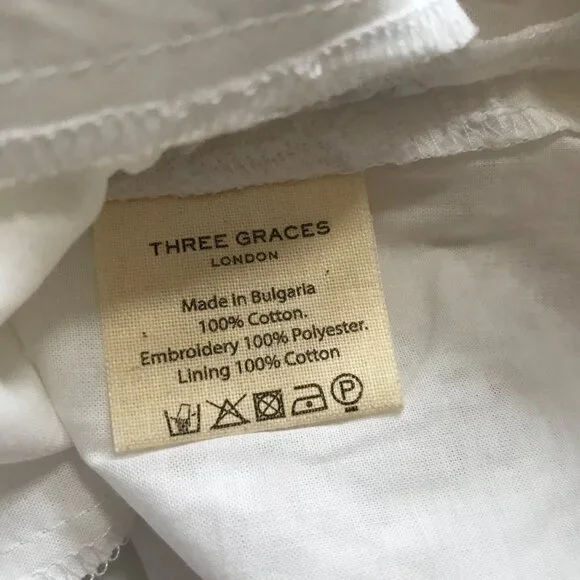 THREE GRACES
LONDON
Made in Bulgaria
100% Cotton.
Embroidery 100% Polyester.
Lining 100% Cotton
P